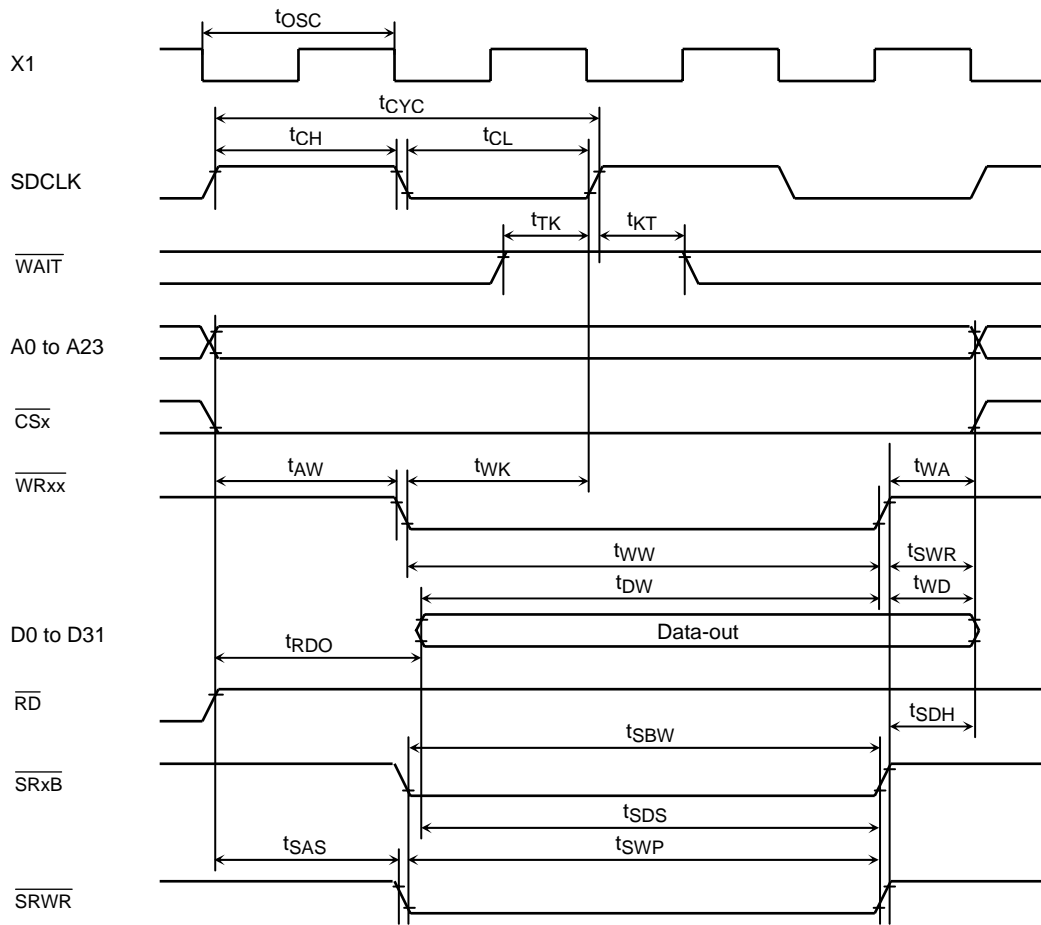 tOSC
X1
tCYC
tCH tCL
SDCLK
tTK tKT
WAIT
A0 to A23
CSx
tAW tWK tWA
WRxx
tWW tSWR
tDW tWD
D0 to D31 Data-out
tRDO
RD
tSDH
tSBW
SRxB
tSDS
tSAS tSWP
SRWR